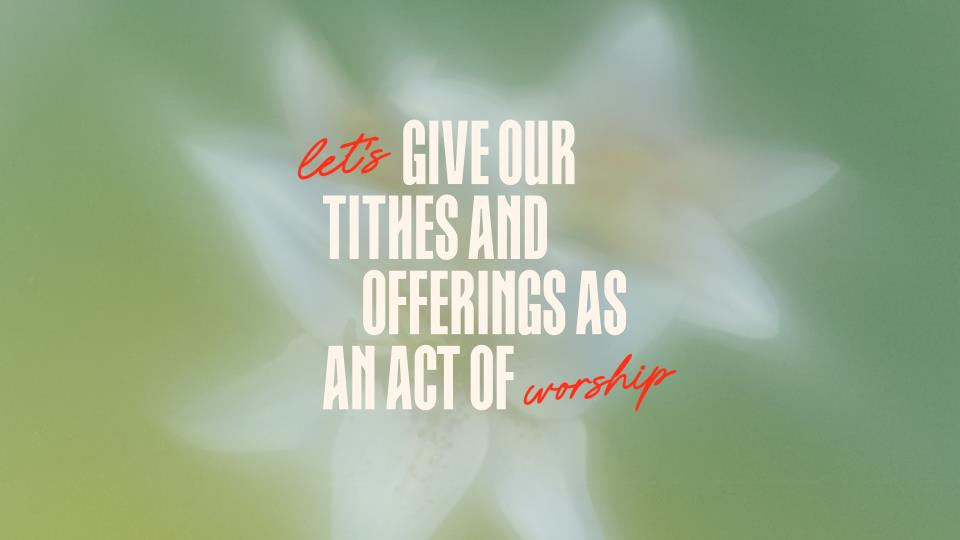 let's GIVE OUR
TITHES AND
OFFERINGS AS
AN ACT OF worship